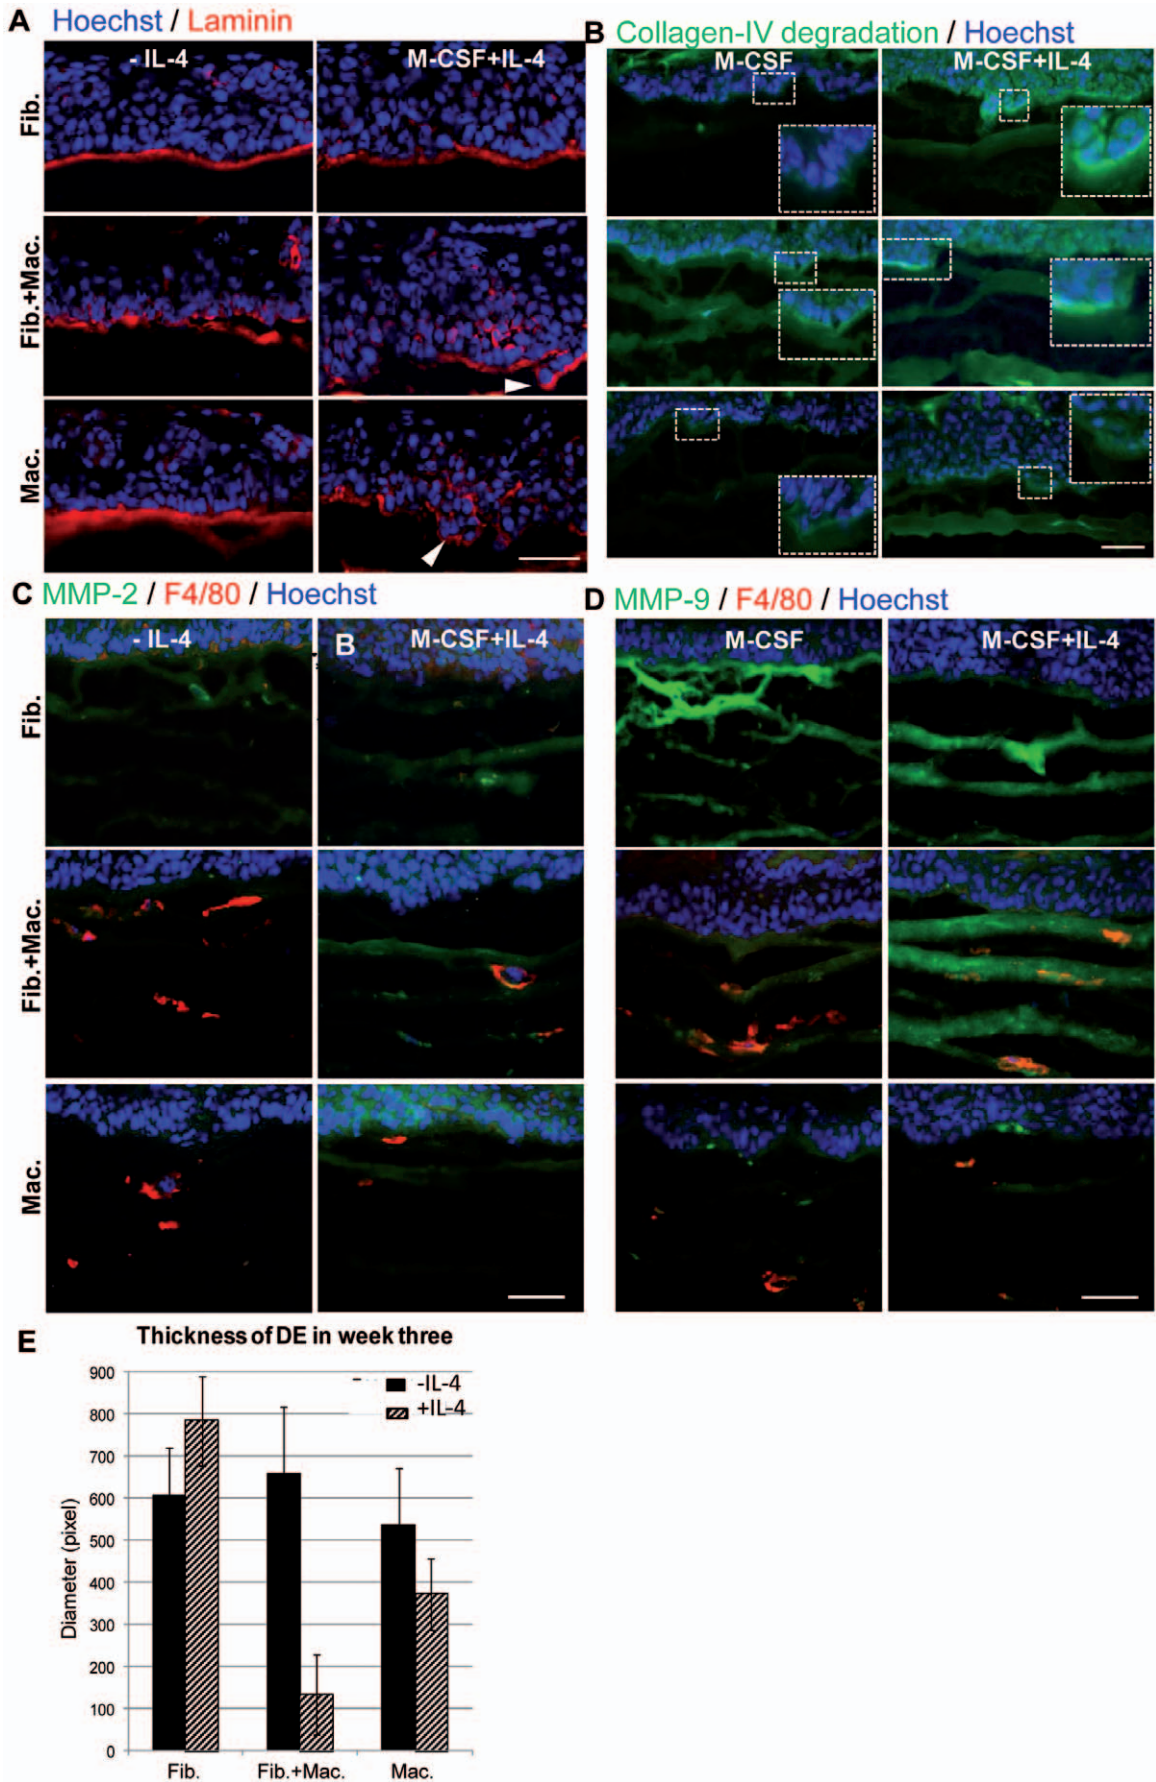 A Hoechst / Laminin
- IL-4
M-CSF+IL-4
Fib.
Fib.+Mac.
Mac.
B Collagen-IV degradation / Hoechst
M-CSF
M-CSF+IL-4
C MMP-2 / F4/80 / Hoechst
- IL-4
B
M-CSF+IL-4
Fib.
Fib.+Mac.
Mac.
D MMP-9 / F4/80 / Hoechst
M-CSF
M-CSF+IL-4
E
Thickness of DE in week three
Diameter (pixel)
900
800
700
600
500
400
300
200
100
0
-IL-4
+IL-4
Fib.
Fib.+Mac.
Mac.